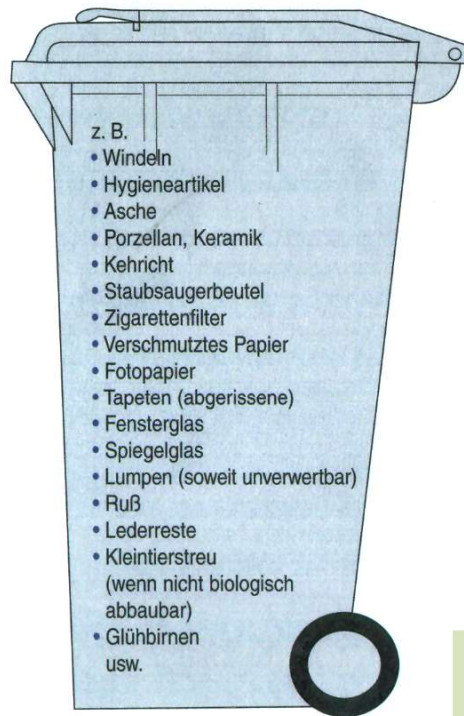 z. B.
• Windeln
• Hygieneartikel
• Asche
• Porzellan, Keramik
• Kehricht
• Staubsaugerbeutel
• Zigarettenfilter
• Verschmutztes Papier
• Fotopapier
• Tapeten (abgerissene)
• Fensterglas
• Spiegelglas
• Lumpen (soweit unverwertbar)
• Ruß
• Lederreste
• Kleintierstreu
(wenn nicht biologisch
abbaubar)
• Glühbirnen
usw.